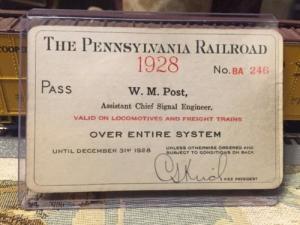 THE PENNSYLVANIA RAILROAD
1928
No. BA 246
PASS
W. M. Post,
Assistant Chief Signal Engineer,
VALID ON LOCOMOTIVES AND FREIGHT TRAINS
OVER ENTIRE SYSTEM
UNTIL DECEMBER 31ST 1928
UNLESS OTHERWISE ORDERED AND
SUBJECT TO CONDITIONS ON BACK
VICE PRESIDENT